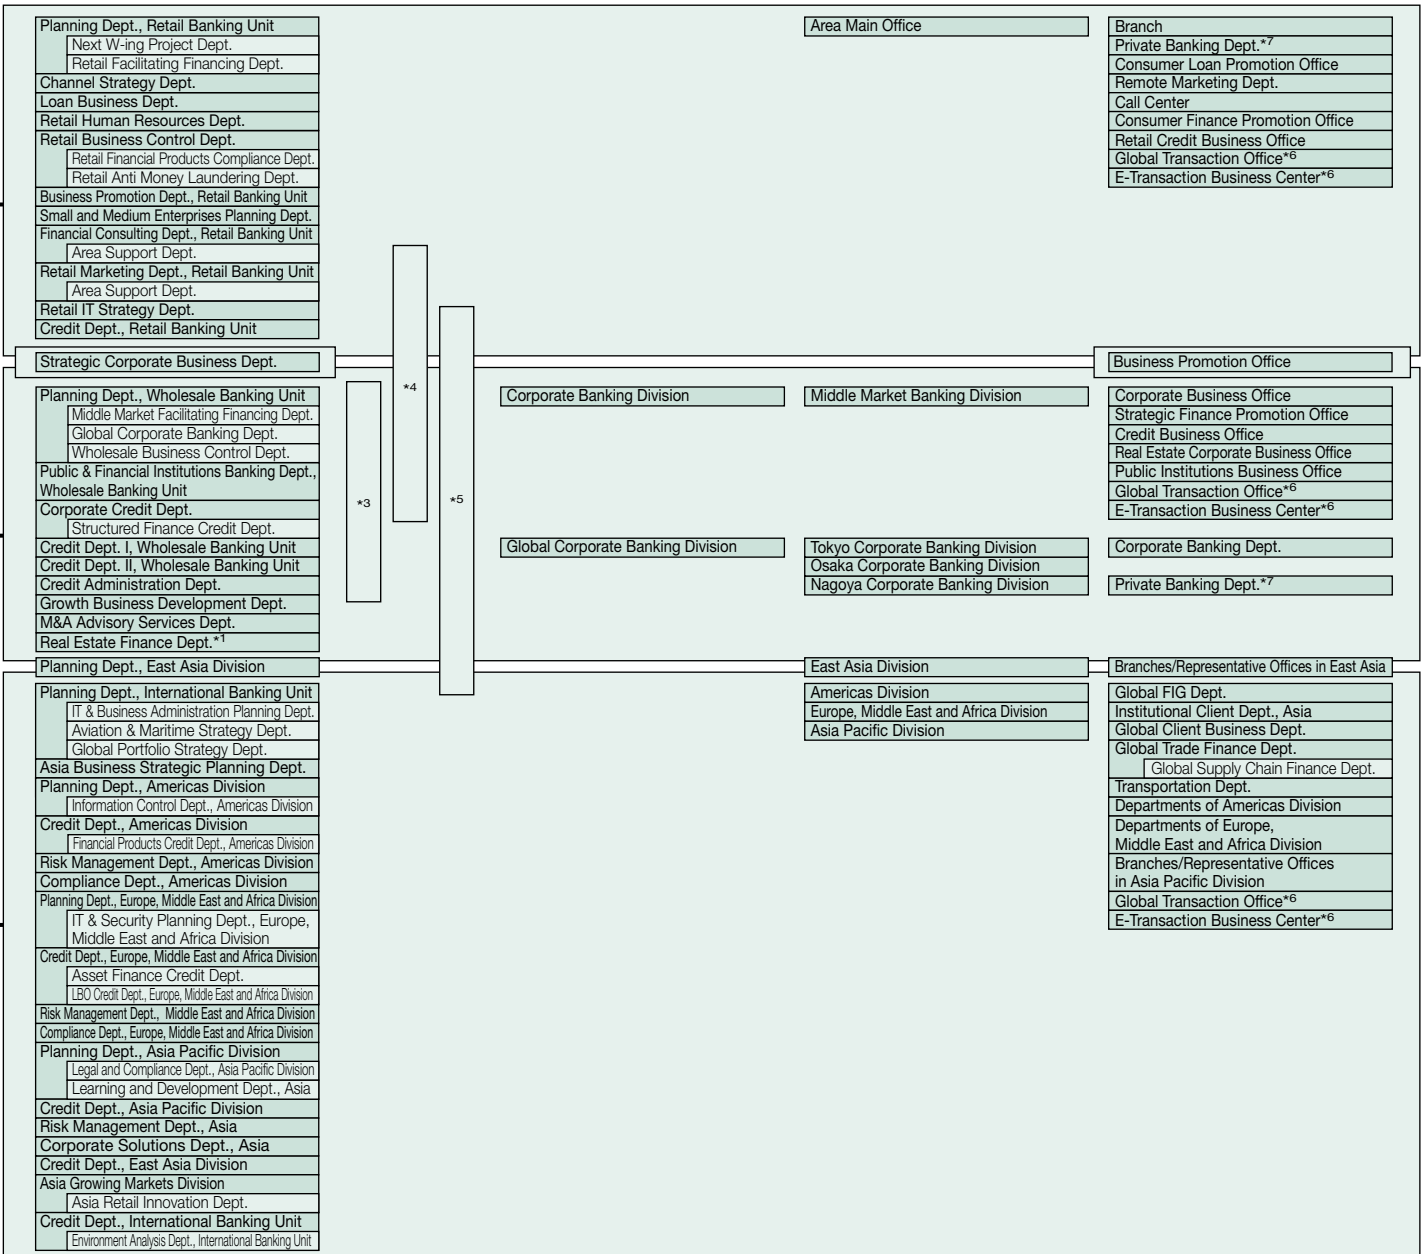 Planning Dept., Retail Banking Unit
Next W-ing Project Dept.
Retail Facilitating Financing Dept.
Channel Strategy Dept.
Loan Business Dept.
Retail Human Resources Dept.
Retail Business Control Dept.
Retail Financial Products Compliance Dept.
Retail Anti Money Laundering Dept.
Business Promotion Dept., Retail Banking Unit
Small and Medium Enterprises Planning Dept.
Financial Consulting Dept., Retail Banking Unit
Area Support Dept.
Retail Marketing Dept., Retail Banking Unit
Area Support Dept.
Retail IT Strategy Dept.
Credit Dept., Retail Banking Unit
Area Main Office
Branch
Private Banking Dept.*7
Consumer Loan Promotion Office
Remote Marketing Dept.
Call Center
Consumer Finance Promotion Office
Retail Credit Business Office
Global Transaction Office*6
E-Transaction Business Center*6
Strategic Corporate Business Dept.
Business Promotion Office
Planning Dept., Wholesale Banking Unit
Middle Market Facilitating Financing Dept.
Global Corporate Banking Dept.
Wholesale Business Control Dept.
Public & Financial Institutions Banking Dept.,
Wholesale Banking Unit
Corporate Credit Dept.
Structured Finance Credit Dept.
Credit Dept. I, Wholesale Banking Unit
Credit Dept. II, Wholesale Banking Unit
Credit Administration Dept.
Growth Business Development Dept.
M&A Advisory Services Dept.
Real Estate Finance Dept.*1
*3
*4
*5
Corporate Banking Division
Global Corporate Banking Division
Middle Market Banking Division
Tokyo Corporate Banking Division
Osaka Corporate Banking Division
Nagoya Corporate Banking Division
Corporate Business Office
Strategic Finance Promotion Office
Credit Business Office
Real Estate Corporate Business Office
Public Institutions Business Office
Global Transaction Office*6
E-Transaction Business Center*6
Corporate Banking Dept.
Private Banking Dept.*7
Planning Dept., East Asia Division
East Asia Division
Branches/Representative Offices in East Asia
Planning Dept., International Banking Unit
IT & Business Administration Planning Dept.
Aviation & Maritime Strategy Dept.
Global Portfolio Strategy Dept.
Asia Business Strategic Planning Dept.
Planning Dept., Americas Division
Information Control Dept., Americas Division
Credit Dept., Americas Division
Financial Products Credit Dept., Americas Division
Risk Management Dept., Americas Division
Compliance Dept., Americas Division
Planning Dept., Europe, Middle East and Africa Division
IT & Security Planning Dept., Europe,
Middle East and Africa Division
Credit Dept., Europe, Middle East and Africa Division
Asset Finance Credit Dept.
LBO Credit Dept., Europe, Middle East and Africa Division
Risk Management Dept., Middle East and Africa Division
Compliance Dept., Europe, Middle East and Africa Division
Planning Dept., Asia Pacific Division
Legal and Compliance Dept., Asia Pacific Division
Learning and Development Dept., Asia
Credit Dept., Asia Pacific Division
Risk Management Dept., Asia
Corporate Solutions Dept., Asia
Credit Dept., East Asia Division
Asia Growing Markets Division
Asia Retail Innovation Dept.
Credit Dept., International Banking Unit
Environment Analysis Dept., International Banking Unit
Americas Division
Europe, Middle East and Africa Division
Asia Pacific Division
Global FIG Dept.
Institutional Client Dept., Asia
Global Client Business Dept.
Global Trade Finance Dept.
Global Supply Chain Finance Dept.
Transportation Dept.
Departments of Americas Division
Departments of Europe,
Middle East and Africa Division
Branches/Representative Offices
in Asia Pacific Division
Global Transaction Office*6
E-Transaction Business Center*6